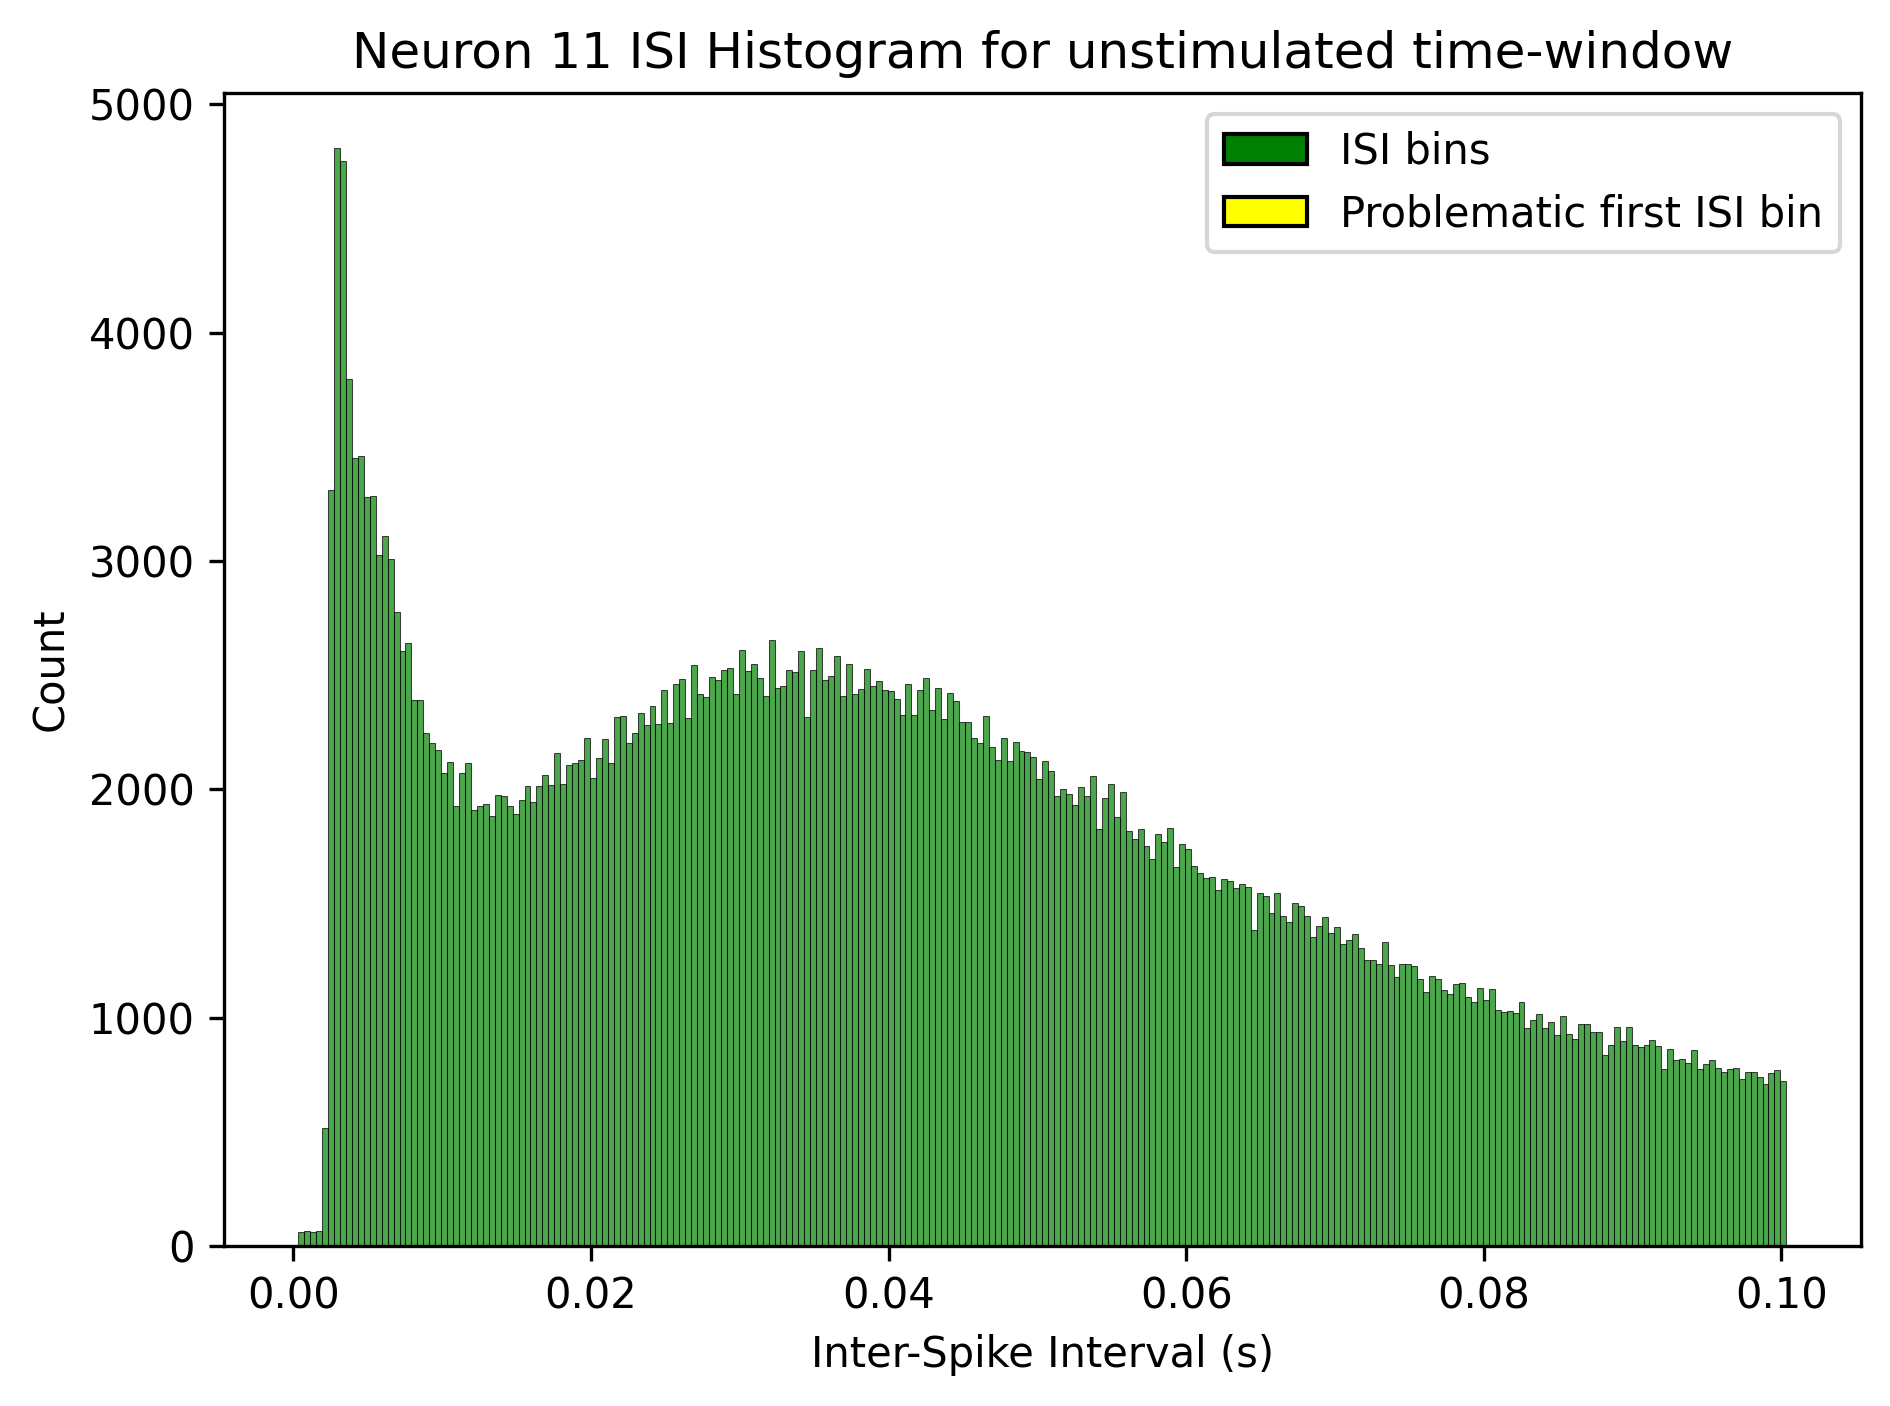 Neuron 11 ISI Histogram for unstimulated time-window
ISI bins
Problematic first ISI bin
5000
4000
3000
2000
1000
0
Count
0.00 0.02 0.04 0.06 0.08 0.10
Inter-Spike Interval (s)